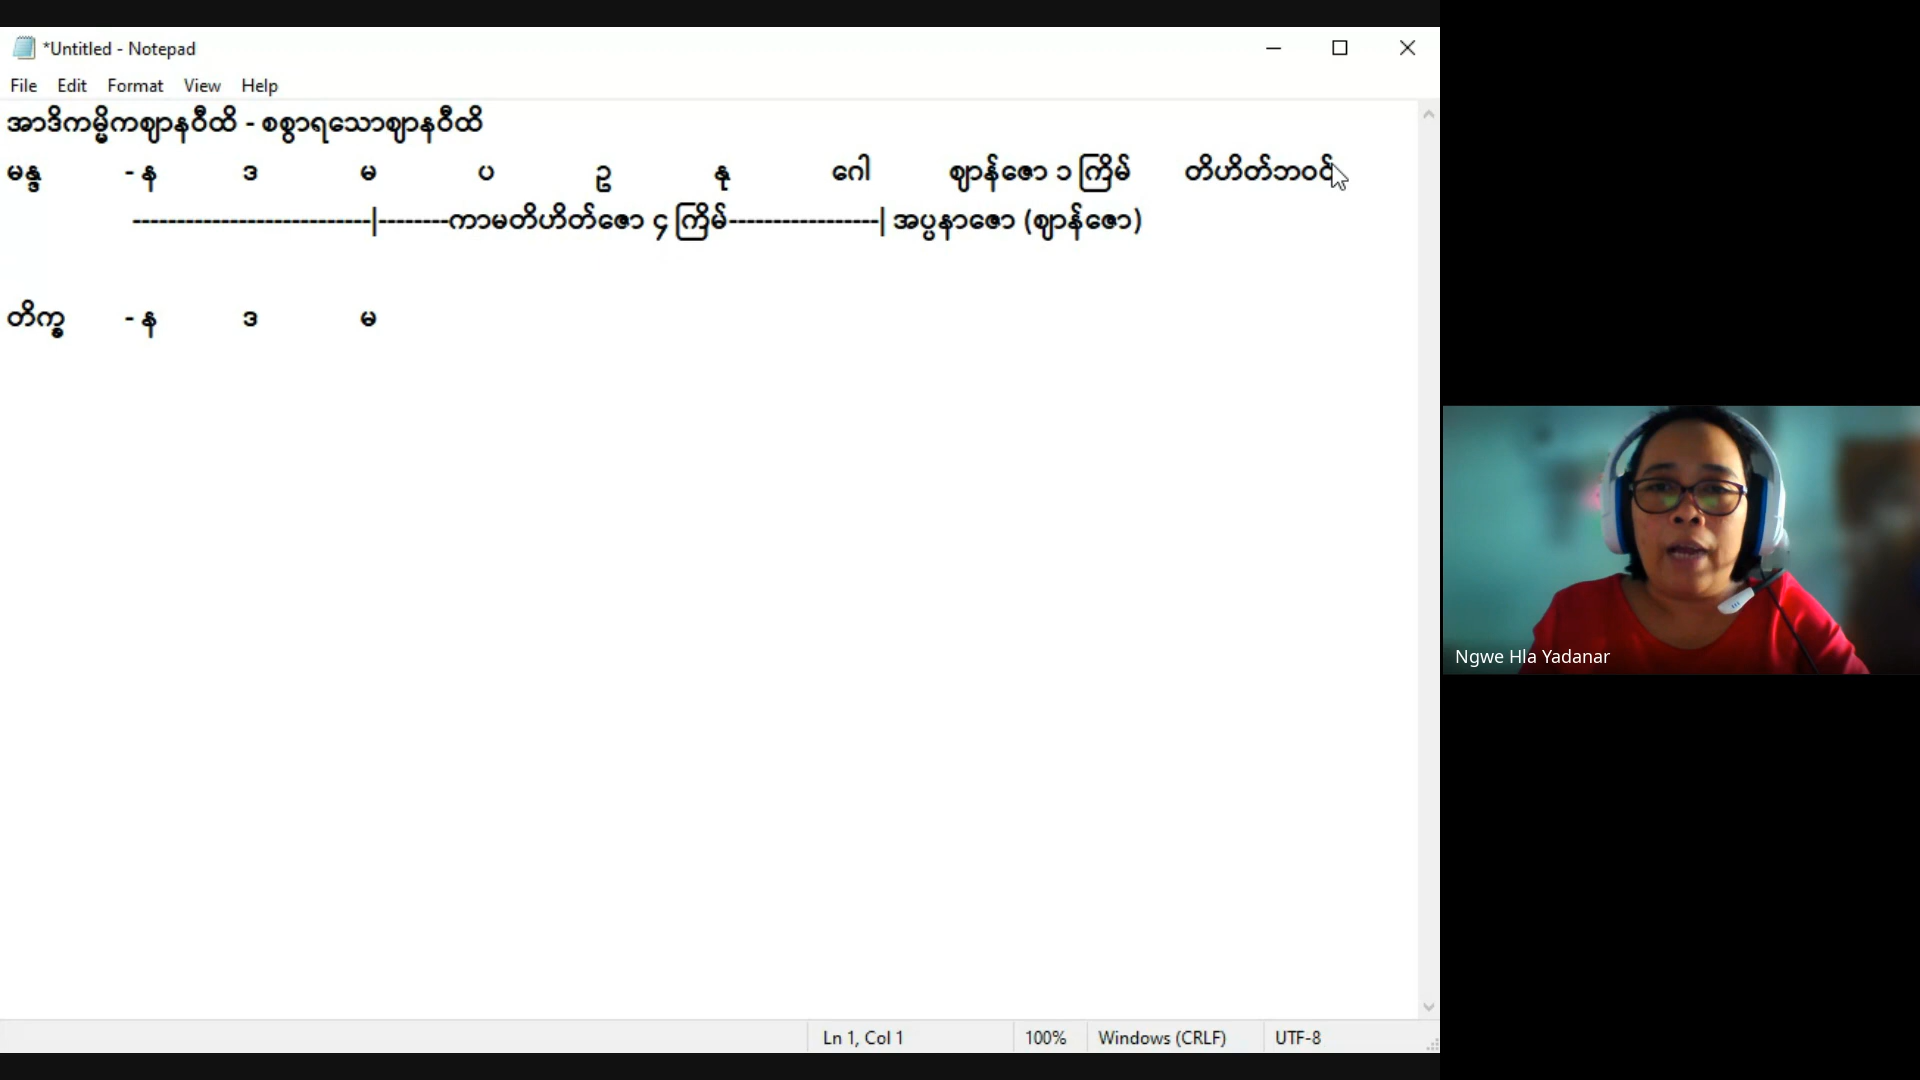 *Untitled - Notepad
File Edit Format View Help
အာဒိကမ္မိကဈာနဝီထိ - စစွာရသောဈာနဝီထိ
မန္ဒ - န ဒ မ ပ ဥ နု ဂေါ ဈာန်ဇော ၁ ကြိမ် တိဟိတ်ဘဝင်
---------------------------|--------ကာမတိဟိတ်ဇော ၄ ကြိမ်-----------------| အပ္ပနာဇော (ဈာန်ဇော)
တိက္ခ - န ဒ မ
Ngwe Hla Yadanar
Ln 1, Col 1 100% Windows (CRLF) UTF-8